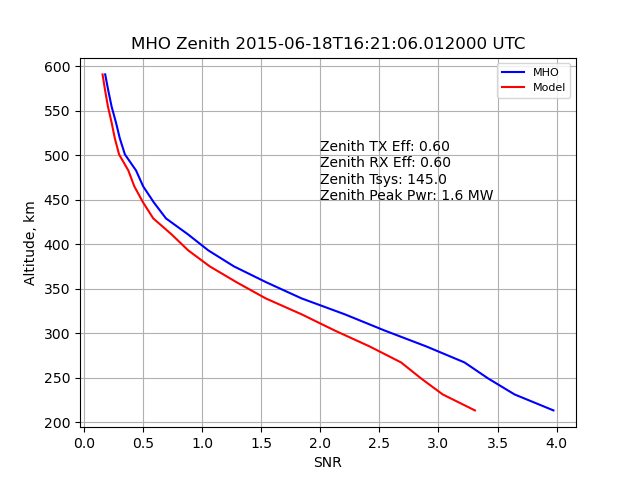 MHO Zenith 2015-06-18T16:21:06.012000 UTC
600
550
500
450
400
350
300
250
200
Altitude, km
MHO
Model
Zenith TX Eff: 0.60
Zenith RX Eff: 0.60
Zenith Tsys: 145.0
Zenith Peak Pwr: 1.6 MW
0.0 0.5 1.0 1.5 2.0 2.5 3.0 3.5 4.0
SNR